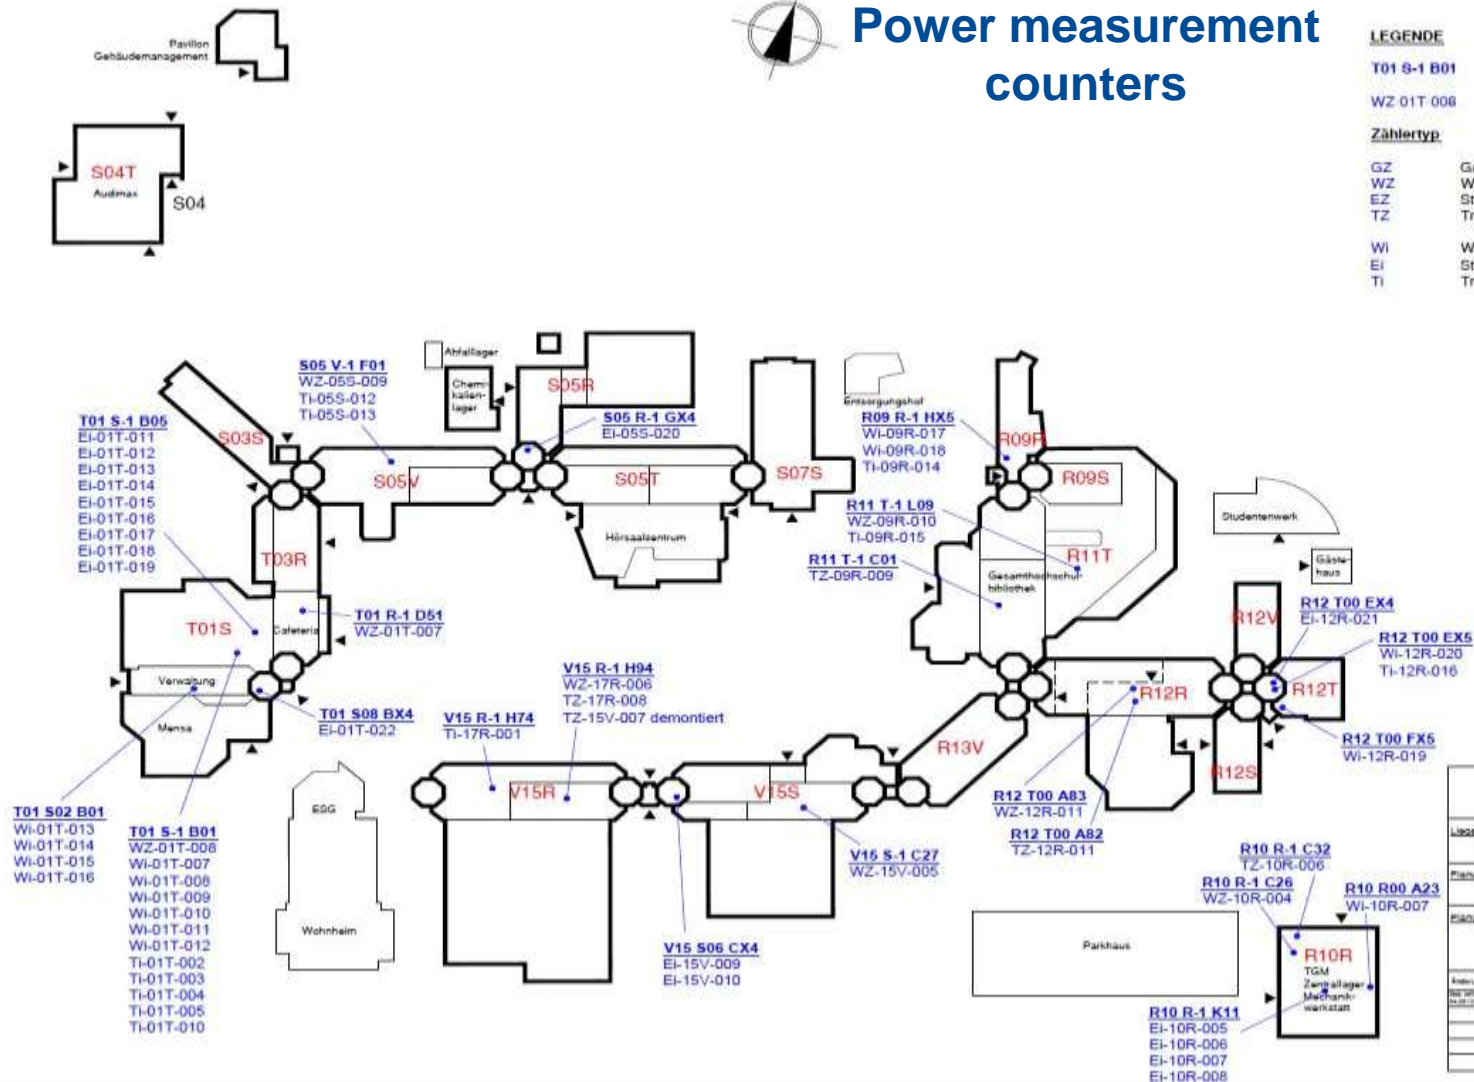 Power measurement
counters
LEGENDE
T01 S-1 B01
WZ 01T 008
Zählertyp
GZ
WZ
EZ
TZ
Wi
Ei
Ti
Pavillon
Gebäudemanagement
S04T
Audimax
S04
Abfallager
Chemi-
kalien-
lager
S05 V-1 F01
WZ-05S-009
Ti-05S-012
Ti-05S-013
S05R
S05 R-1 GX4
Ei-05S-020
Entsorgungshof
T01 S-1 B05
Ei-01T-011
Ei-01T-012
Ei-01T-013
Ei-01T-014
Ei-01T-015
Ei-01T-016
Ei-01T-017
Ei-01T-018
Ei-01T-019
S03S
S05V
S05T
S07S
Hörsaalzentrum
R09 R-1 HX5
Wi-09R-017
Wi-09R-018
Ti-09R-014
R09R
R09S
R11 T-1 L09
WZ-09R-010
Ti-09R-015
R11T
R11 T-1 C01
TZ-09R-009
Gesamthochschul-
bibliothek
Studentenwerk
Gäste-
haus
T03R
T01S
Cafeteria
T01 R-1 D51
WZ-01T-007
Verwaltung
Mensa
T01 S08 BX4
Ei-01T-022
R12V
R12 T00 EX4
Ei-12R-021
R12 T00 EX5
Wi-12R-020
Ti-12R-016
R12R
R12T
R12 T00 FX5
Wi-12R-019
R12S
R13V
V15 R-1 H94
WZ-17R-006
TZ-17R-008
TZ-15V-007 demontiert
V15 R-1 H74
Ti-17R-001
V15R
V15S
R12 T00 A83
WZ-12R-011
R12 T00 A82
TZ-12R-011
V15 S-1 C27
WZ-15V-005
T01 S02 B01
Wi-01T-013
Wi-01T-014
Wi-01T-015
Wi-01T-016
T01 S-1 B01
WZ-01T-008
Wi-01T-007
Wi-01T-008
Wi-01T-009
Wi-01T-010
Wi-01T-011
Wi-01T-012
Ti-01T-002
Ti-01T-003
Ti-01T-004
Ti-01T-005
Ti-01T-010
ESG
Wohnheim
V15 S06 CX4
Ei-15V-009
Ei-15V-010
Parkhaus
R10 R-1 C32
TZ-10R-006
R10 R-1 C26
WZ-10R-004
R10 R00 A23
Wi-10R-007
R10R
TGM
Zentrallager
Mechanik-
werkstatt
R10 R-1 K11
Ei-10R-005
Ei-10R-006
Ei-10R-007
Ei-10R-008